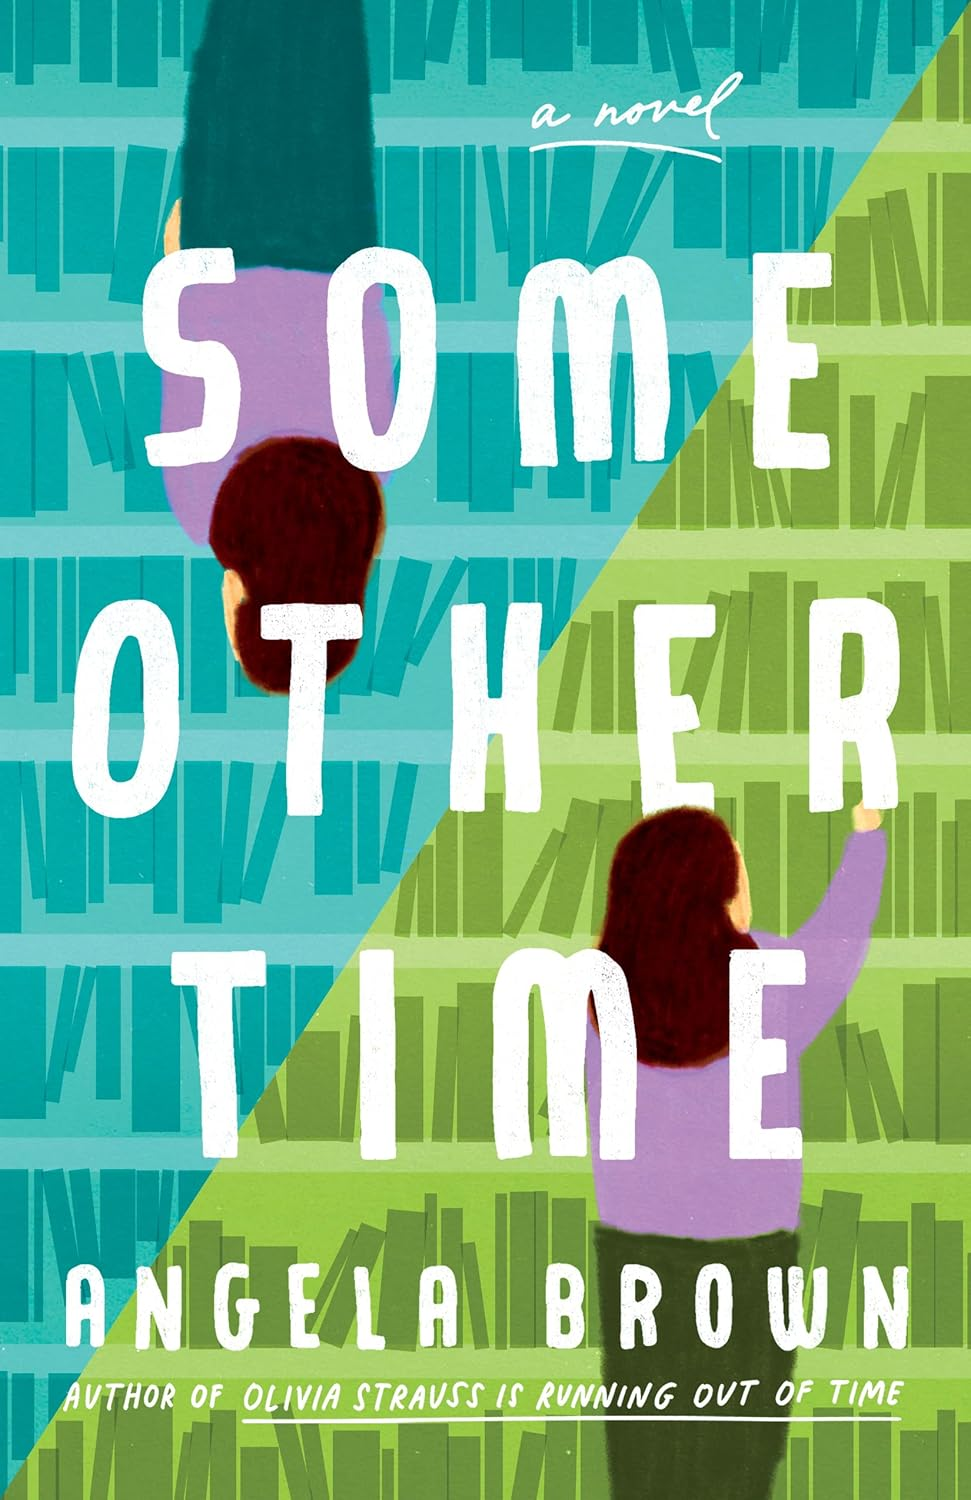 a novel
SOME
OTHER
TIME
ANGELA BROWN
AUTHOR OF OLIVIA STRAUSS IS RUNNING OUT OF TIME